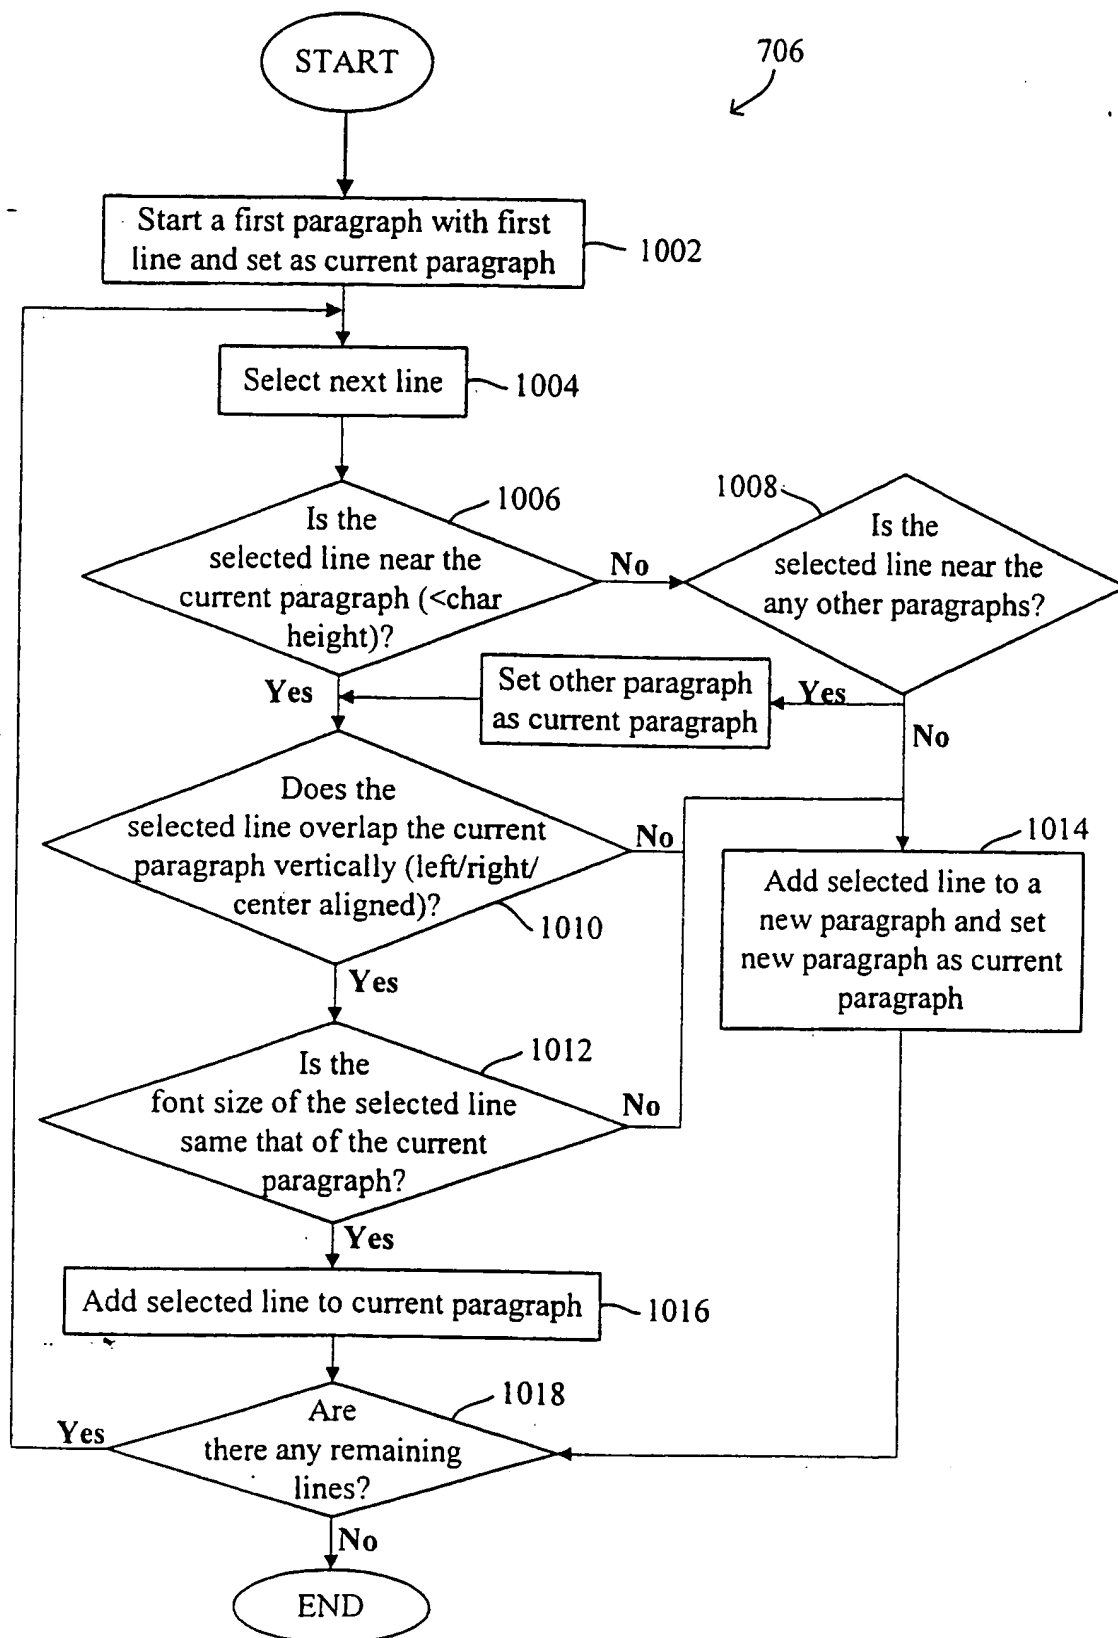 START
706
Start a first paragraph with first
line and set as current paragraph
1002
Select next line
1004
Is the
selected line near the
current paragraph (<char
height)?
1006
No
1008
Is the
selected line near the
any other paragraphs?
Yes
Set other paragraph
as current paragraph
Yes
No
Does the
selected line overlap the current
paragraph vertically (left/right/
center aligned)?
1010
No
1014
Add selected line to a
new paragraph and set
new paragraph as current
paragraph
Yes
Is the
font size of the selected line
same that of the current
paragraph?
1012
No
Yes
Add selected line to current paragraph
1016
Are
there any remaining
lines?
1018
Yes
No
END